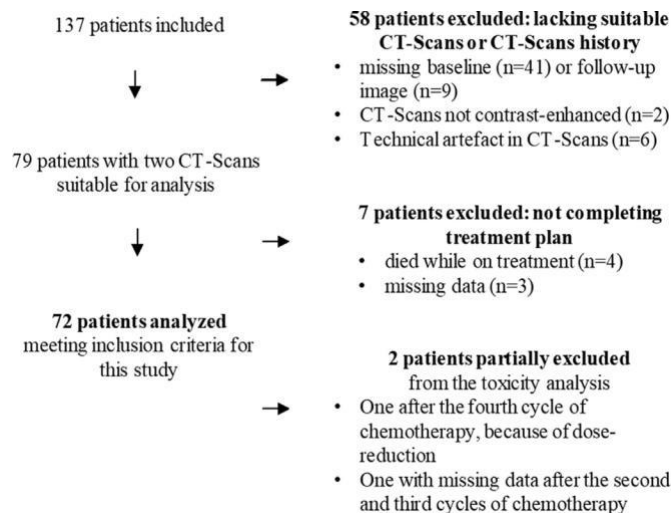 137 patients included
58 patients excluded: lacking suitable
CT-Scans or CT-Scans history
• missing baseline (n=41) or follow-up
image (n=9)
• CT-Scans not contrast-enhanced (n=2)
• Technical artefact in CT-Scans (n=6)
79 patients with two CT-Scans
suitable for analysis
7 patients excluded: not completing
treatment plan
• died while on treatment (n=4)
• missing data (n=3)
72 patients analyzed
meeting inclusion criteria for
this study
2 patients partially excluded
from the toxicity analysis
• One after the fourth cycle of
chemotherapy, because of dose-
reduction
• One with missing data after the second
and third cycles of chemotherapy